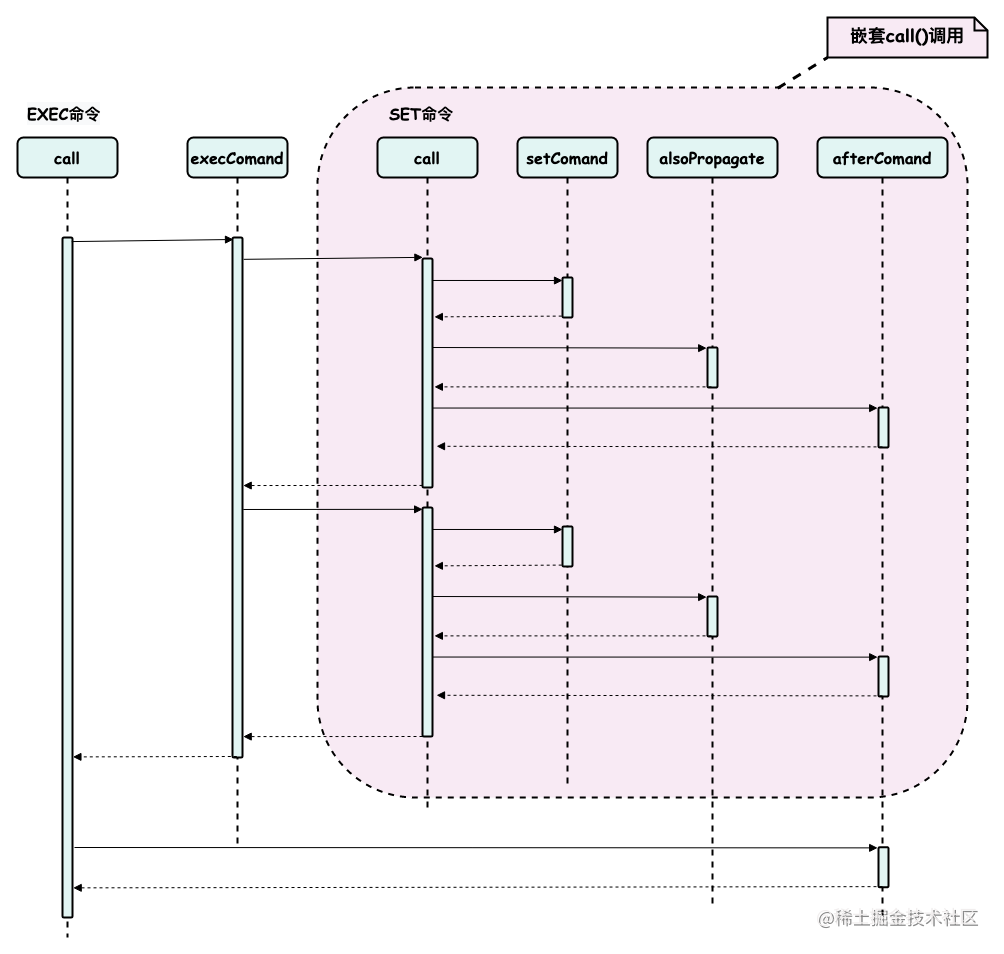 嵌套call()调用
EXEC命令
SET命令
call
execComand
call
setComand
alsoPropagate
afterComand
@稀土掘金技术社区